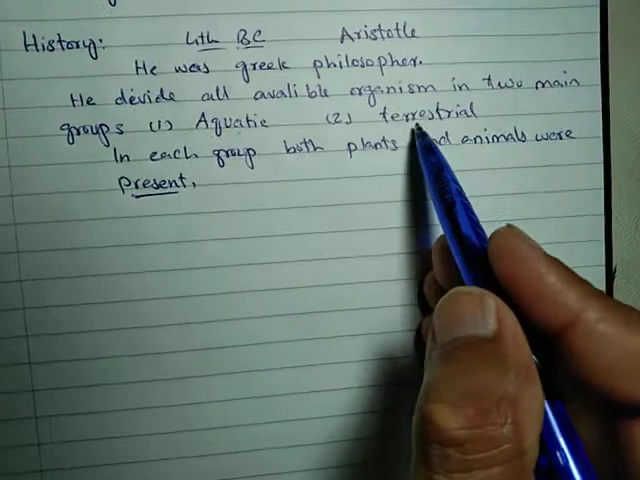 History: 4th BC Aristotle
He was greek philosopher.
He devide all avalible organism in two main
groups (1) Aquatic (2) terrestrial
In each group both plants animals were
present.